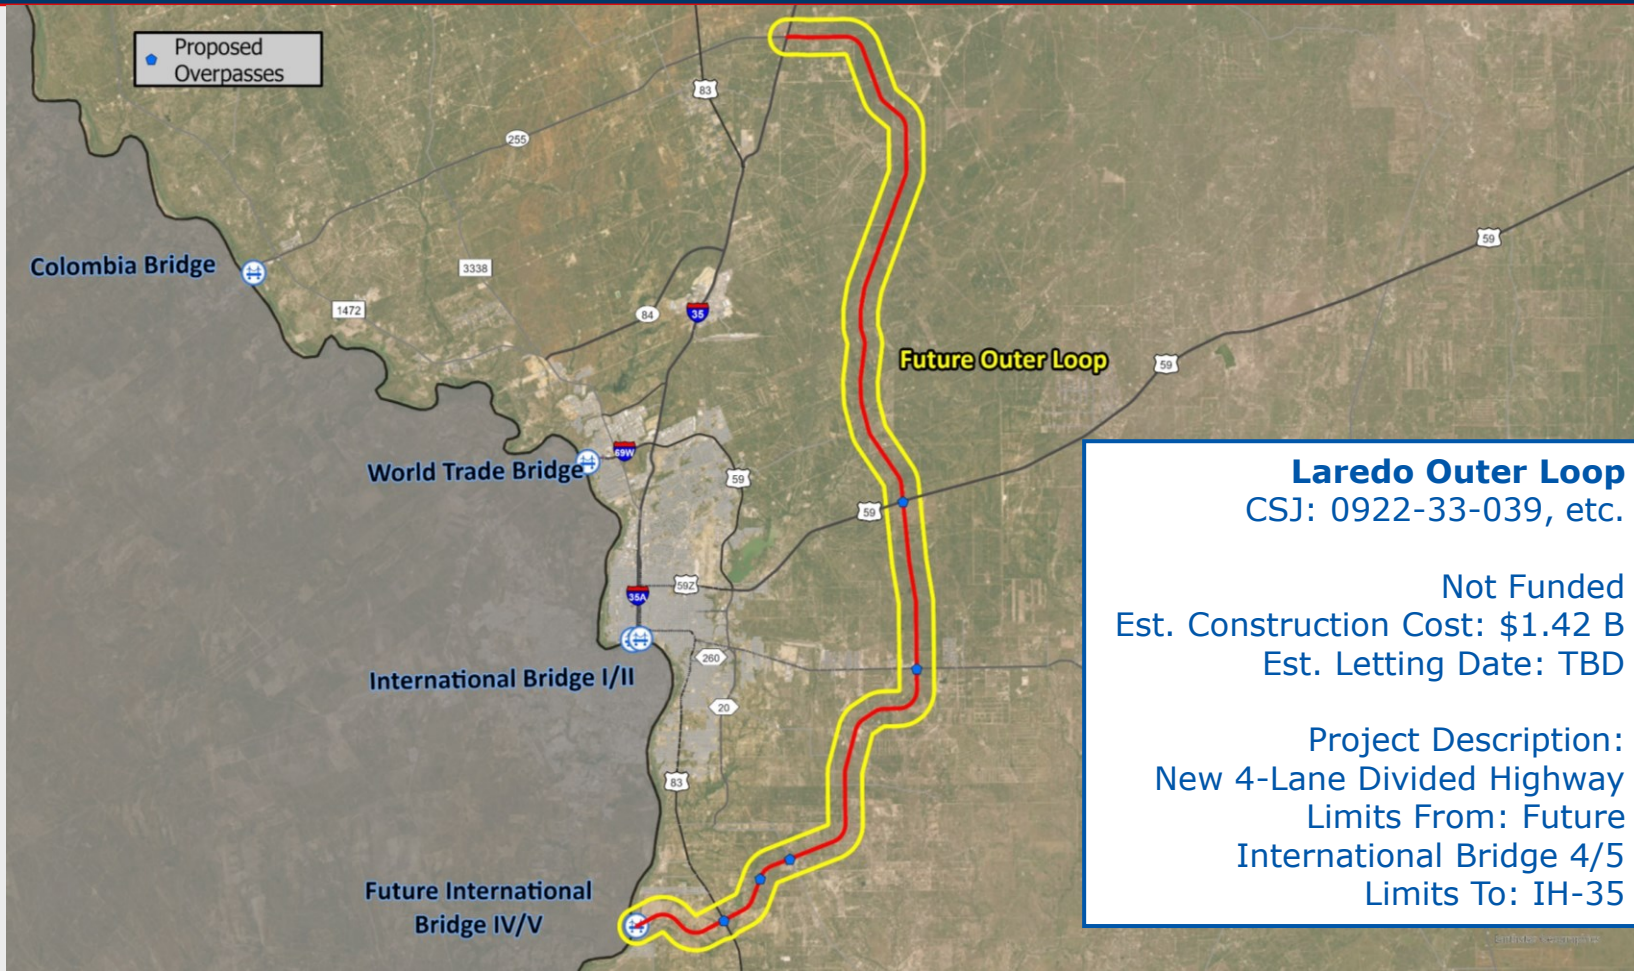 Proposed
Overpasses
83
255
Colombia Bridge
3338
1472
84
35
59
59
Future Outer Loop
World Trade Bridge
69W
59
59
Laredo Outer Loop
CSJ: 0922-33-039, etc.
Not Funded
Est. Construction Cost: $1.42 B
Est. Letting Date: TBD
Project Description:
New 4-Lane Divided Highway
Limits From: Future
International Bridge 4/5
Limits To: IH-35
59Z
35A
260
International Bridge I/II
20
83
Future International
Bridge IV/V